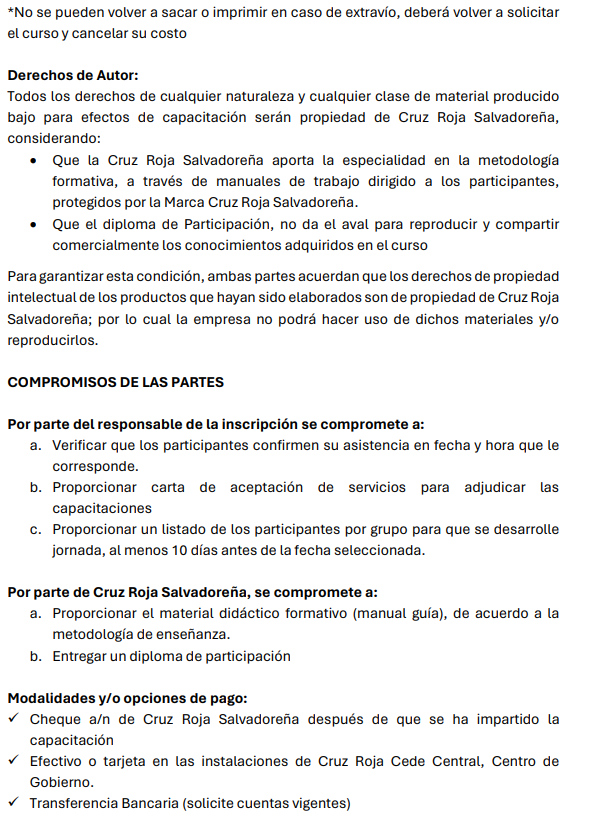 *No se pueden volver a sacar o imprimir en caso de extravío, deberá volver a solicitar
el curso y cancelar su costo
Derechos de Autor:
Todos los derechos de cualquier naturaleza y cualquier clase de material producido
bajo para efectos de capacitación serán propiedad de Cruz Roja Salvadoreña,
considerando:
• Que la Cruz Roja Salvadoreña aporta la especialidad en la metodología
formativa, a través de manuales de trabajo dirigido a los participantes,
protegidos por la Marca Cruz Roja Salvadoreña.
• Que el diploma de Participación, no da el aval para reproducir y compartir
comercialmente los conocimientos adquiridos en el curso
Para garantizar esta condición, ambas partes acuerdan que los derechos de propiedad
intelectual de los productos que hayan sido elaborados son de propiedad de Cruz Roja
Salvadoreña; por lo cual la empresa no podrá hacer uso de dichos materiales y/o
reproducirlos.
COMPROMISOS DE LAS PARTES
Por parte del responsable de la inscripción se compromete a:
a. Verificar que los participantes confirmen su asistencia en fecha y hora que le
corresponde.
b. Proporcionar carta de aceptación de servicios para adjudicar las
capacitaciones
c. Proporcionar un listado de los participantes por grupo para que se desarrolle
jornada, al menos 10 días antes de la fecha seleccionada.
Por parte de Cruz Roja Salvadoreña, se compromete a:
a. Proporcionar el material didáctico formativo (manual guía), de acuerdo a la
metodología de enseñanza.
b. Entregar un diploma de participación
Modalidades y/o opciones de pago:
✓ Cheque a/n de Cruz Roja Salvadoreña después de que se ha impartido la
capacitación
✓ Efectivo o tarjeta en las instalaciones de Cruz Roja Cede Central, Centro de
Gobierno.
✓ Transferencia Bancaria (solicite cuentas vigentes)